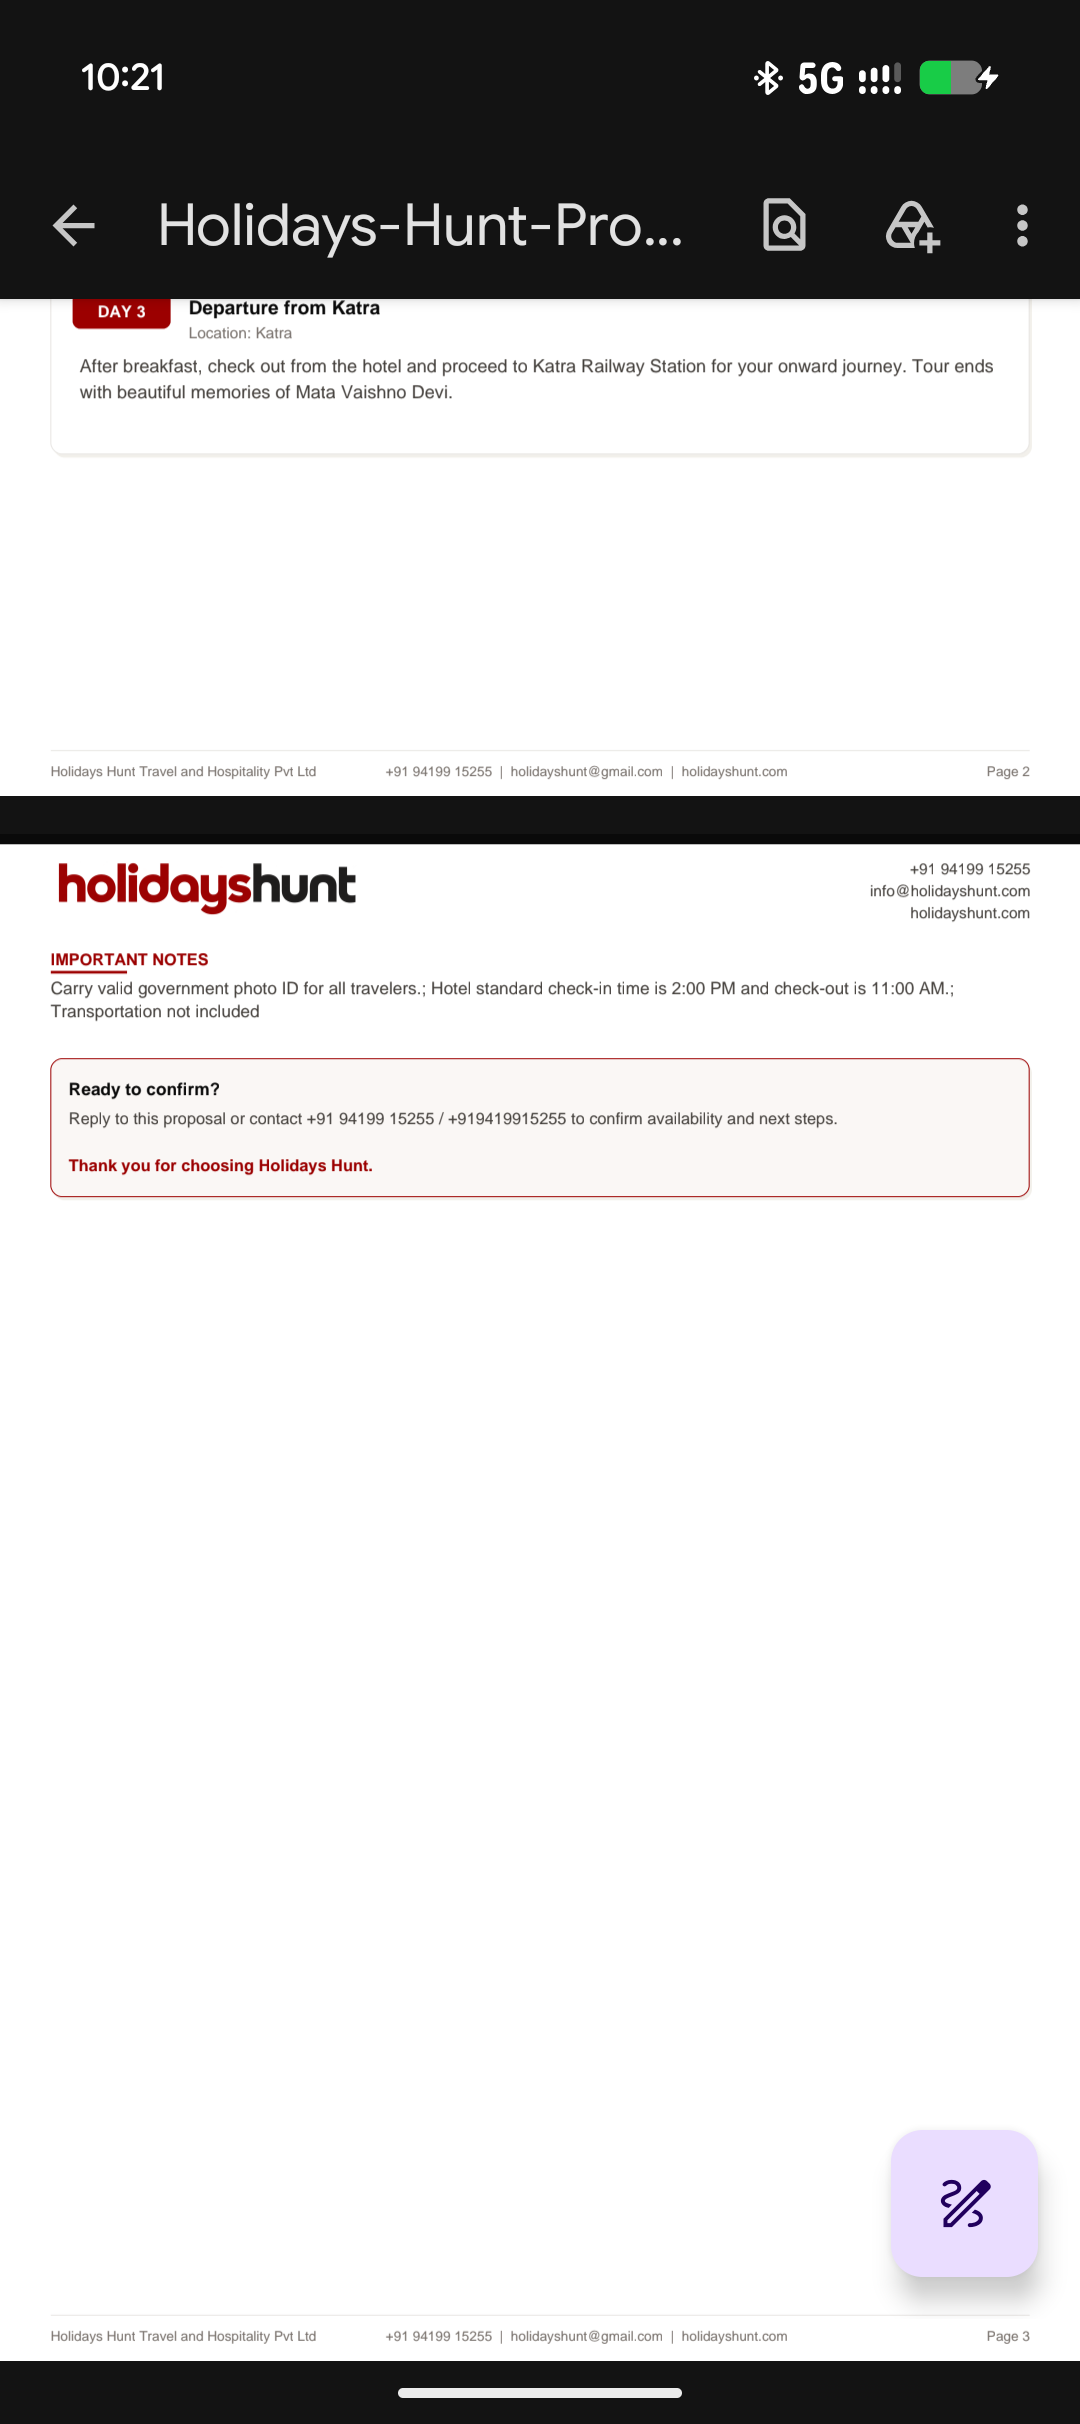 10:21
5G
Holidays-Hunt-Pro...
DAY 3
Departure from Katra
Location: Katra
After breakfast, check out from the hotel and proceed to Katra Railway Station for your onward journey. Tour ends
with beautiful memories of Mata Vaishno Devi.
Holidays Hunt Travel and Hospitality Pvt Ltd
+91 94199 15255 | holidayshunt@gmail.com | holidayshunt.com
Page 2
holidayshunt
+91 94199 15255
info@holidayshunt.com
holidayshunt.com
IMPORTANT NOTES
Carry valid government photo ID for all travelers.; Hotel standard check-in time is 2:00 PM and check-out is 11:00 AM.;
Transportation not included
Ready to confirm?
Reply to this proposal or contact +91 94199 15255 / +919419915255 to confirm availability and next steps.
Thank you for choosing Holidays Hunt.
Holidays Hunt Travel and Hospitality Pvt Ltd
+91 94199 15255 | holidayshunt@gmail.com | holidayshunt.com
Page 3